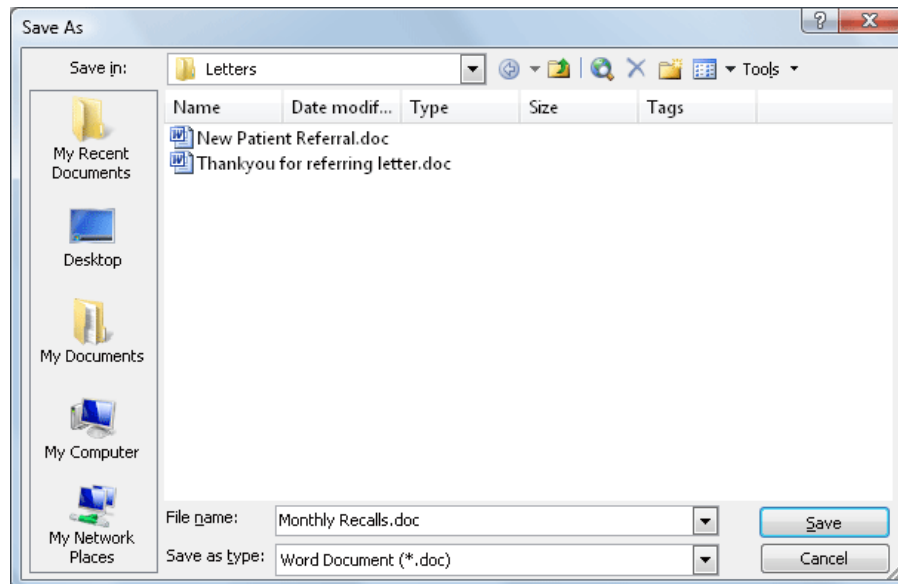 Save As
Save in: Letters Tools
Name Date modif... Type Size Tags
New Patient Referral.doc
Thankyou for referring letter.doc
My Recent
Documents
Desktop
My Documents
My Computer
My Network
Places
File name: Monthly Recalls.doc Save
Save as type: Word Document (*.doc) Cancel